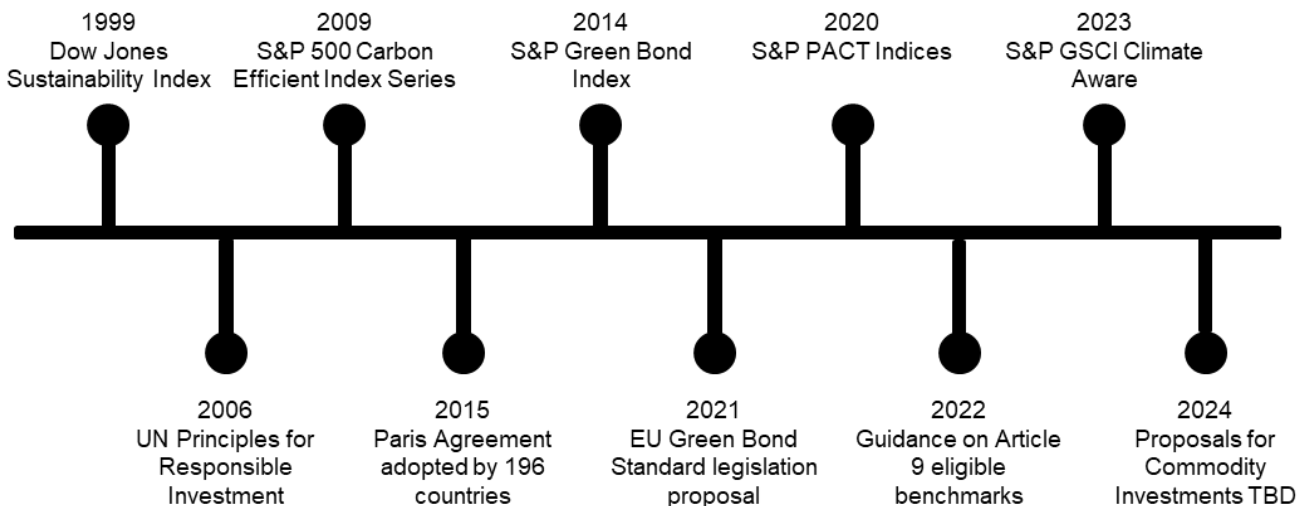 1999
Dow Jones
Sustainability Index
2009
S&P 500 Carbon
Efficient Index Series
2014
S&P Green Bond
Index
2020
S&P PACT Indices
2023
S&P GSCI Climate
Aware
2006
UN Principles for
Responsible
Investment
2015
Paris Agreement
adopted by 196
countries
2021
EU Green Bond
Standard legislation
proposal
2022
Guidance on Article
9 eligible
benchmarks
2024
Proposals for
Commodity
Investments TBD